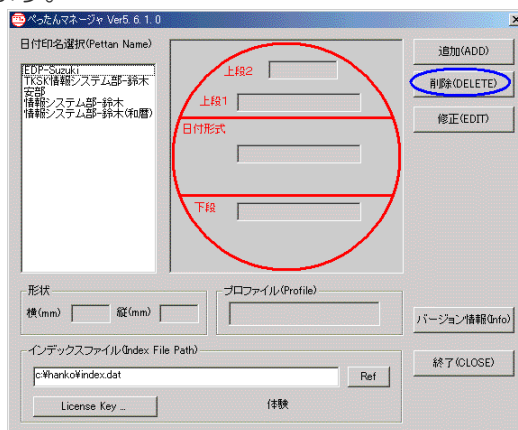 ます。
ぺったんマネージャ Ver5. 6. 1. 0
日付印名選択(Pettan Name)
EDP-Suzuki
TKSK情報システム部-鈴木
安部
情報システム部-鈴木
情報システム部-鈴木(和暦)
上段2
上段1
日付形式
下段
追加(ADD)
削除(DELETE)
修正(EDIT)
形状
横(mm)
縦(mm)
プロファイル(Profile)
バージョン情報(Info)
インデックスファイル(Index File Path)
c:¥hanko¥index.dat
Ref
終了(CLOSE)
License Key ...
(体験